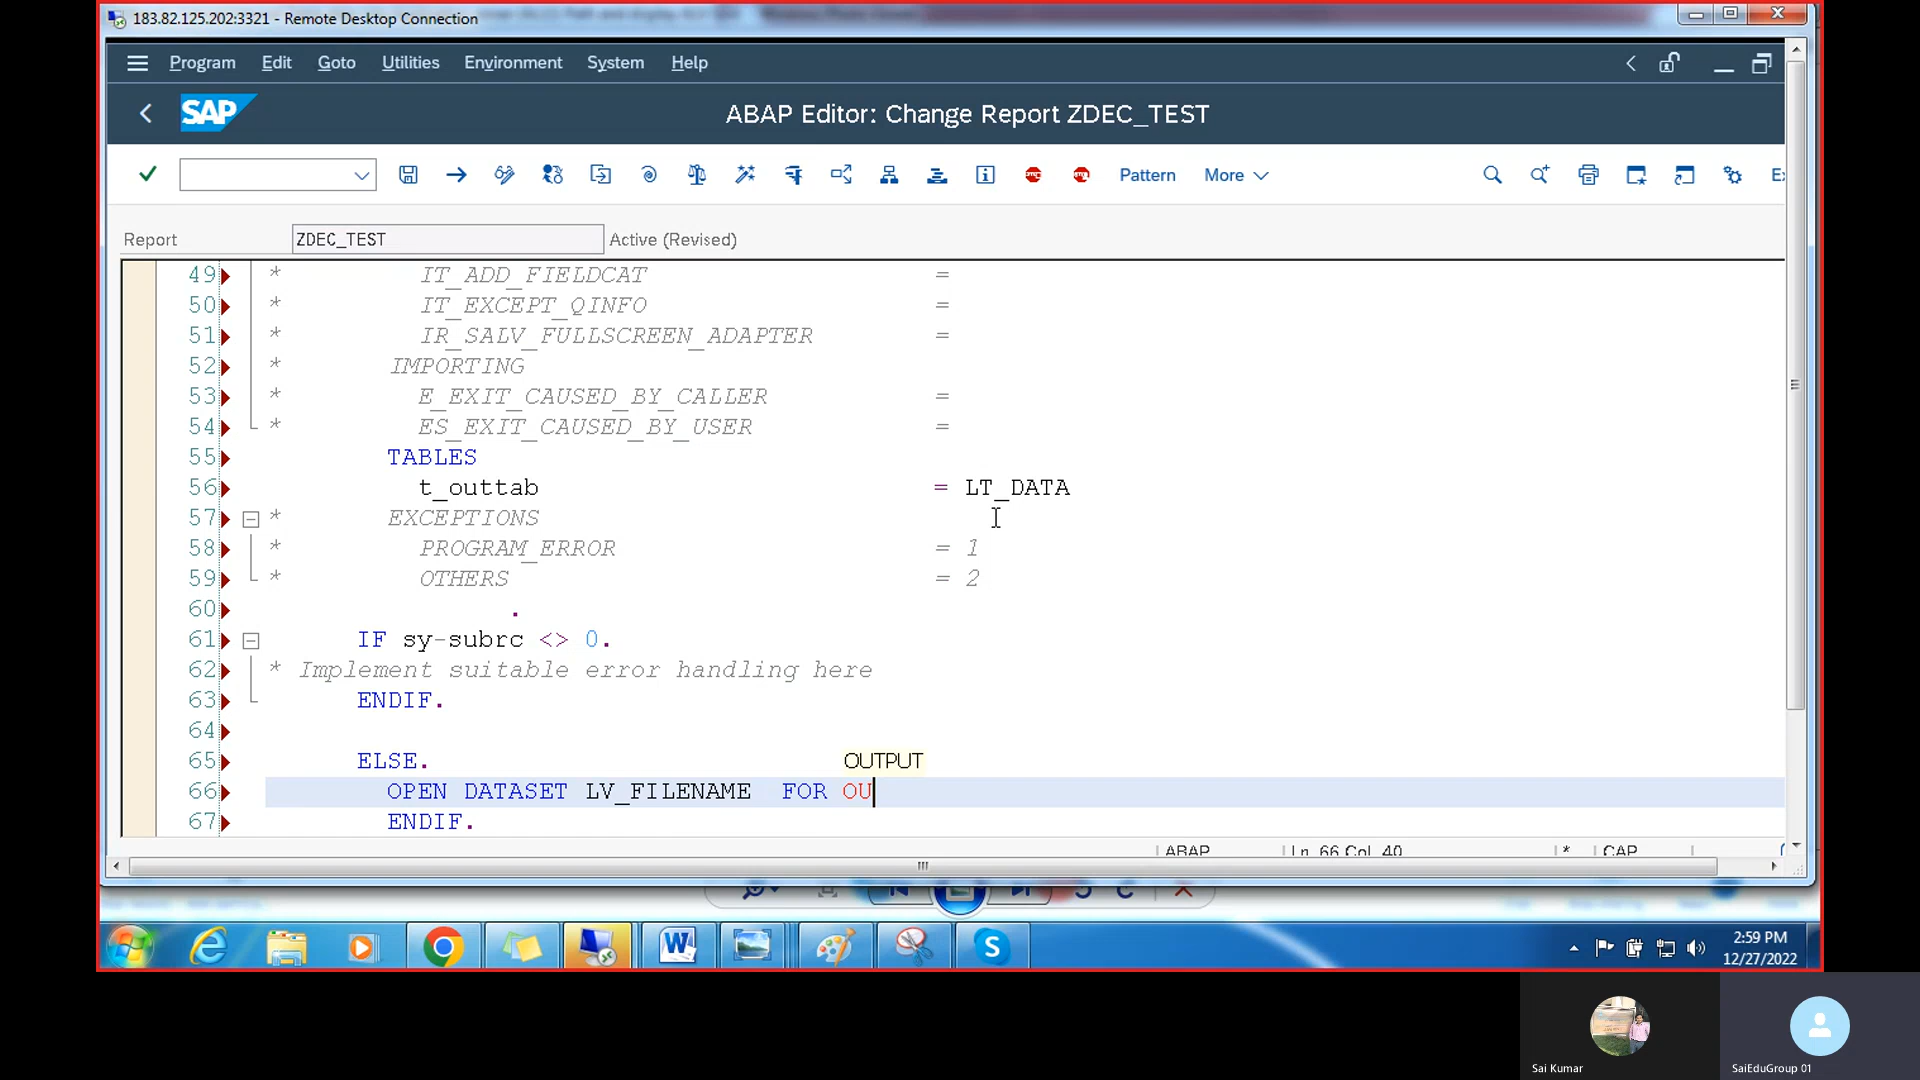 183.82.125.202:3321 - Remote Desktop Connection
Program Edit Goto Utilities Environment System Help
SAP
ABAP Editor: Change Report ZDEC_TEST
Pattern More
Report ZDEC_TEST Active (Revised)
49 * IT_ADD_FIELDCAT =
50 * IT_EXCEPT_QINFO =
51 * IR_SALV_FULLSCREEN_ADAPTER =
52 * IMPORTING
53 * E_EXIT_CAUSED_BY_CALLER =
54 * ES_EXIT_CAUSED_BY_USER =
55 TABLES
56 t_outtab = LT_DATA
57 * EXCEPTIONS
58 * PROGRAM_ERROR = 1
59 * OTHERS = 2
60 .
61 IF sy-subrc <> 0.
62 * Implement suitable error handling here
63 ENDIF.
64
65 ELSE.
OUTPUT
66 OPEN DATASET LV_FILENAME FOR OU
67 ENDIF.
ABAP Ln 66 Col 40 * CAP
2:59 PM
12/27/2022
Sai Kumar
SaiEduGroup 01